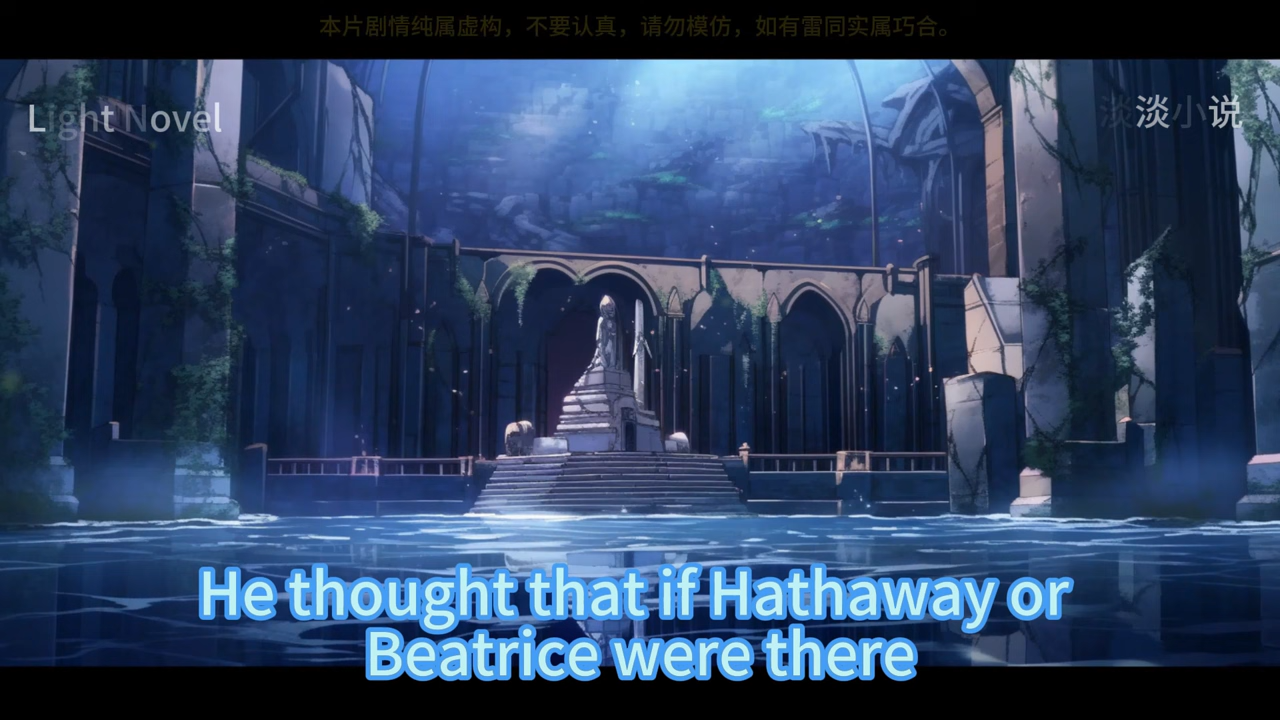 本片剧情纯属虚构，不要认真，请勿模仿，如有雷同实属巧合。
Light Novel
淡淡小说
He thought that if Hathaway or
Beatrice were there